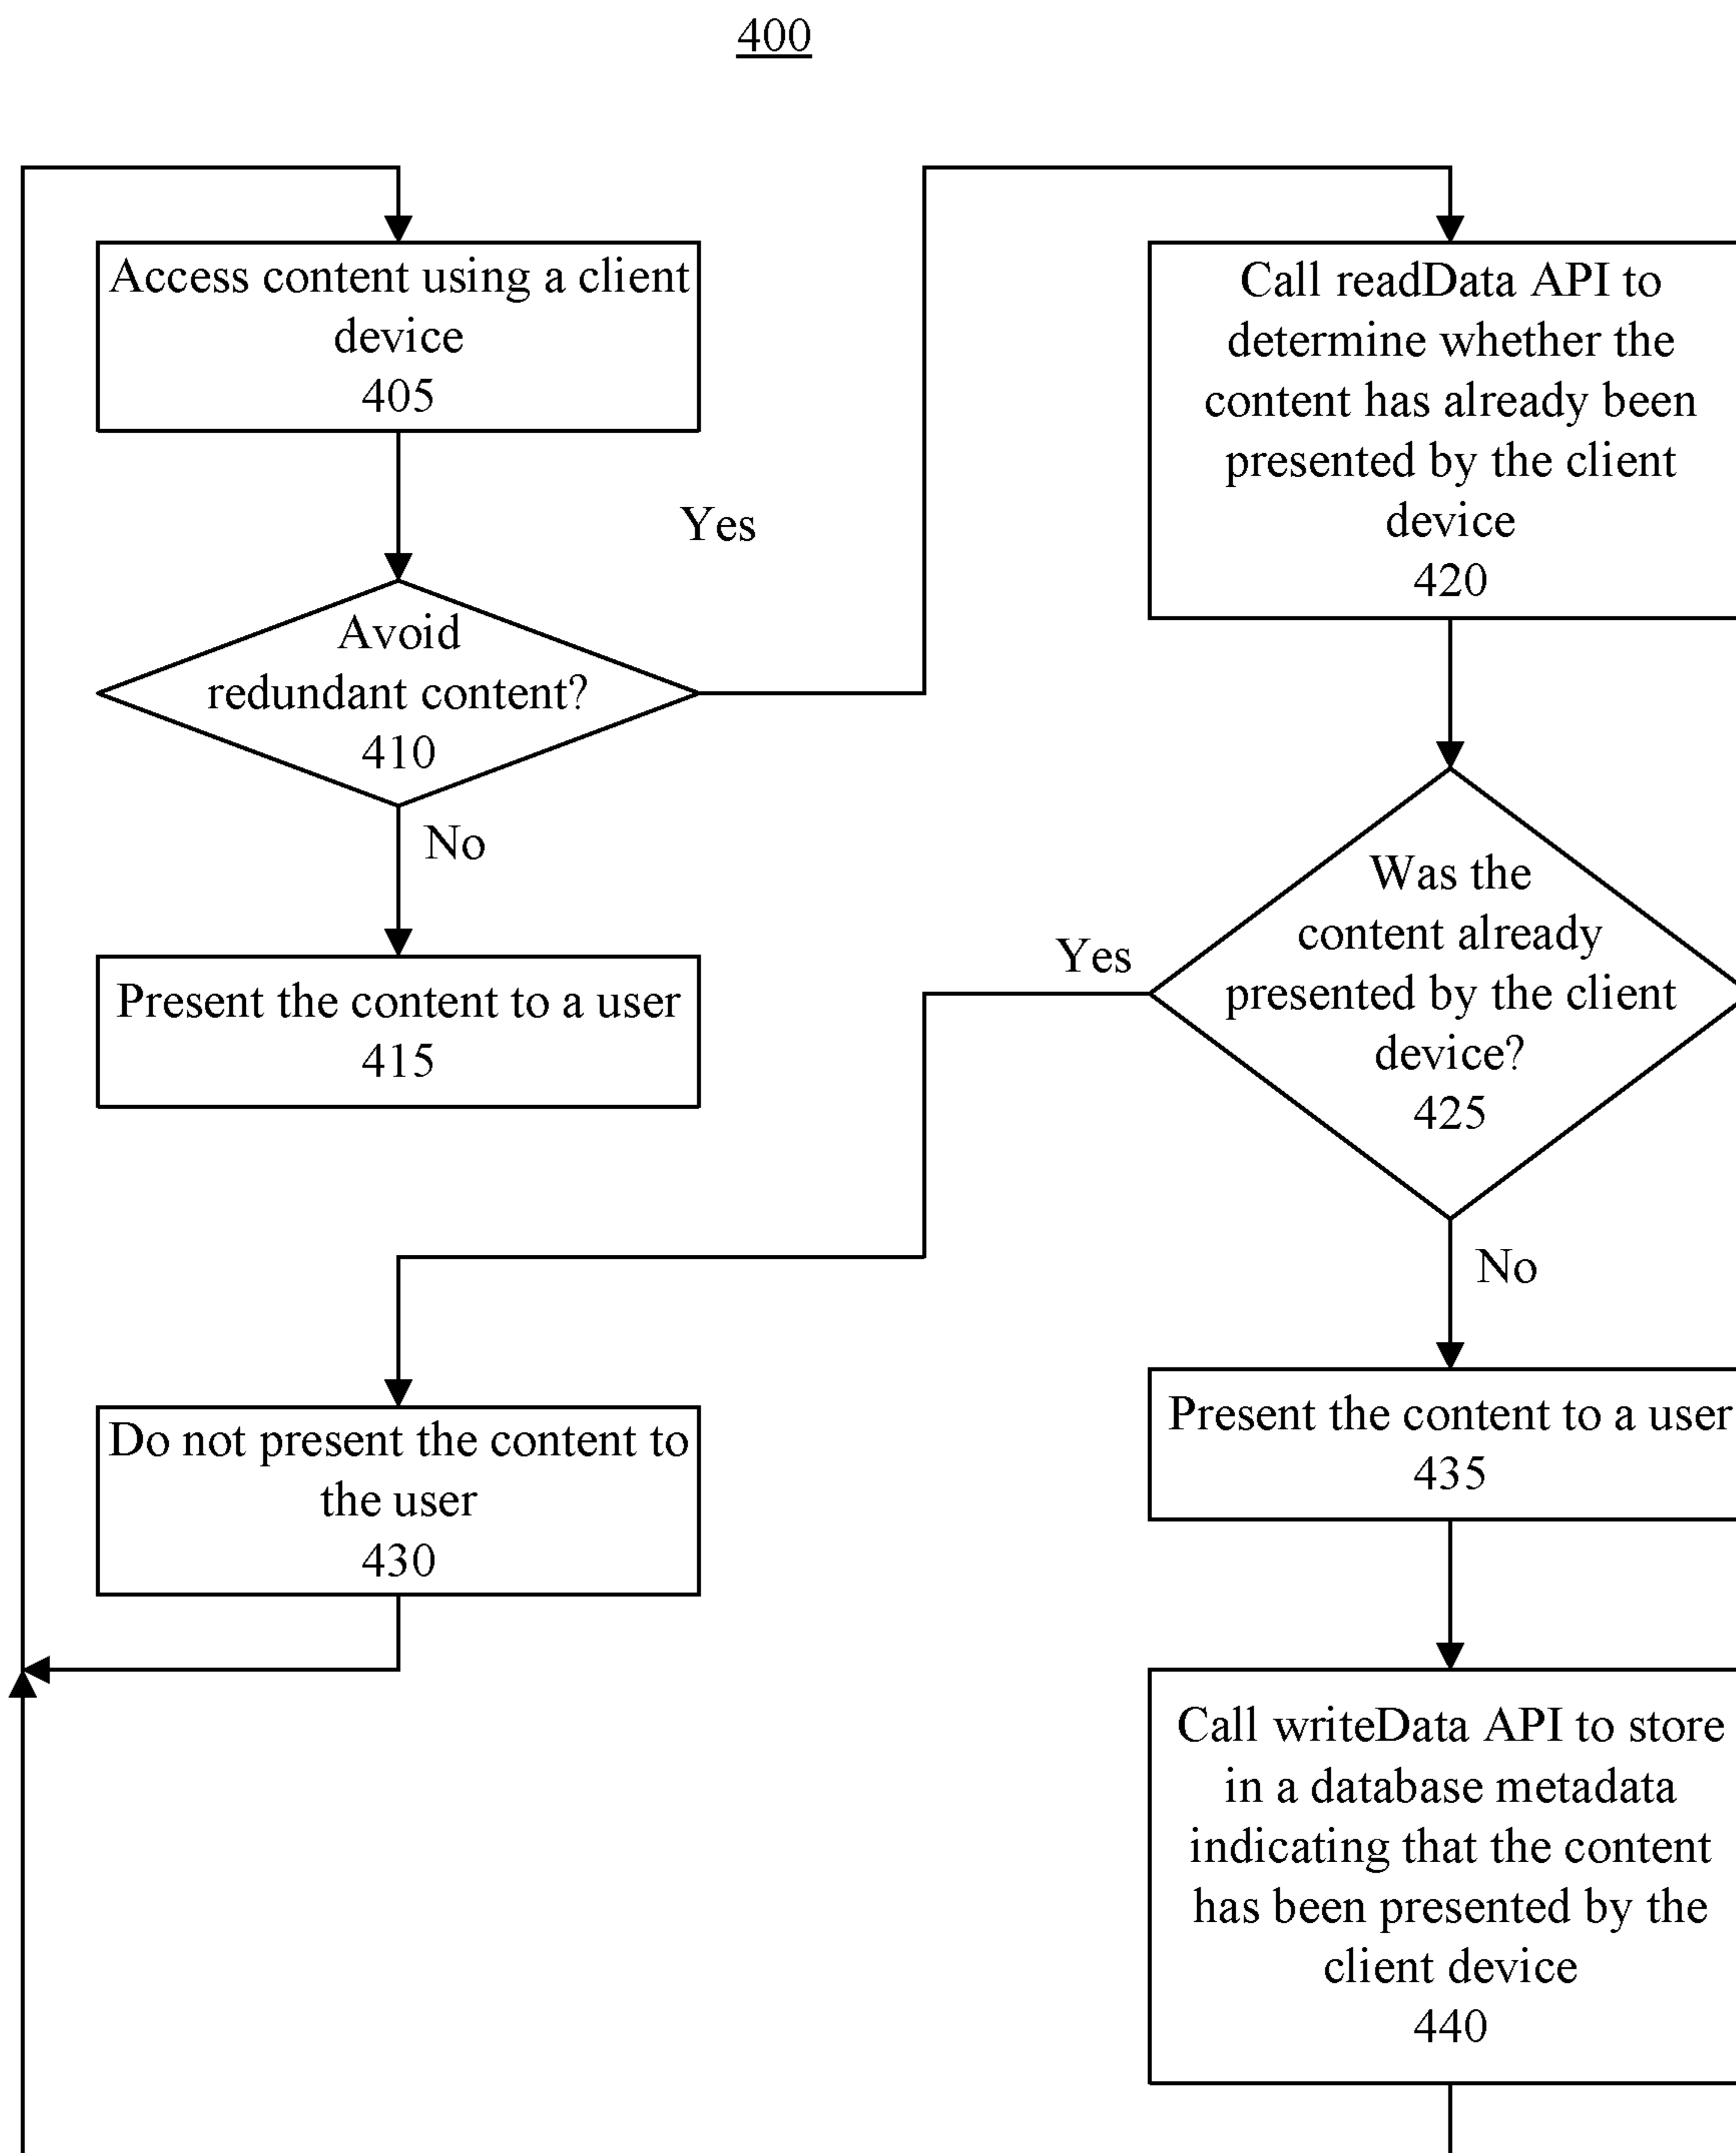 400
Access content using a client
device
405
Yes
Avoid
redundant content?
410
No
Present the content to a user
415
Call readData API to
determine whether the
content has already been
presented by the client
device
420
Was the
content already
presented by the client
device?
425
Yes
No
Do not present the content to
the user
430
Present the content to a user
435
Call writeData API to store
in a database metadata
indicating that the content
has been presented by the
client device
440